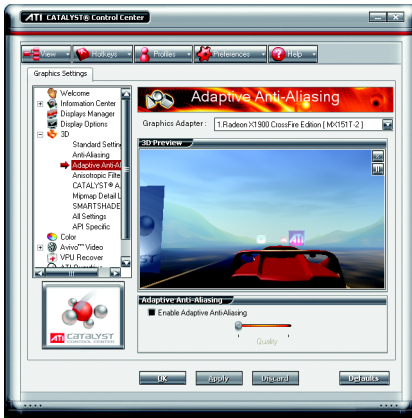 ATI CATALYST® Control Center
View Hotkeys Profiles Preferences Help
Graphics Settings
Welcome
Information Center
Displays Manager
Display Options
3D
Standard Settin
Anti-Aliasing
Adaptive Anti-Al
Anisotropic Filte
CATALYST® A.
Mipmap Detail L
SMARTSHADE
All Settings
API Specific
Color
Avivo™ Video
VPU Recover
Adaptive Anti-Aliasing
Graphics Adapter :
1.Radeon X1900 CrossFire Edition [ MX151T-2 ]
3D Preview
ATI
Adaptive Anti-Aliasing
Enable Adaptive Anti-Aliasing
Quality
ATI CATALYST
CONTROL CENTER
OK Apply Discard Defaults